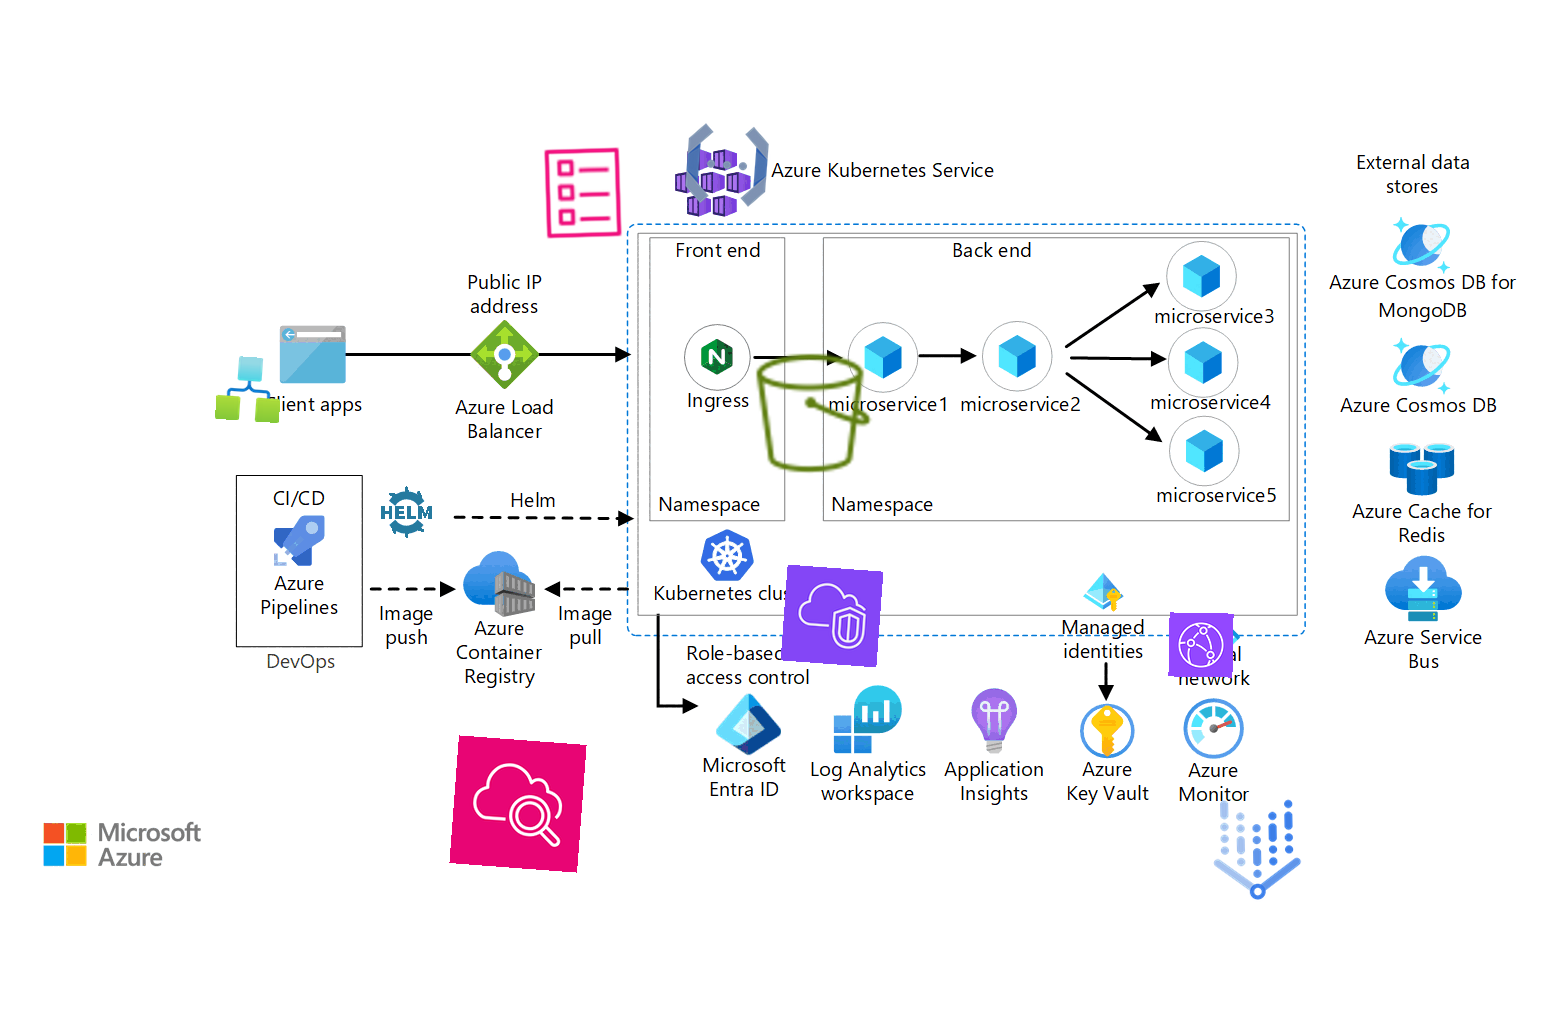 Azure Kubernetes Service
External data
stores
Front end
Back end
Public IP
address
microservice3
Azure Cosmos DB for
MongoDB
N
Ingress
microservice1
microservice2
microservice4
Client apps
Azure Load
Balancer
Azure Cosmos DB
microservice5
CI/CD
HELM
Helm
Namespace
Namespace
Azure Cache for
Redis
Azure
Pipelines
Image
push
Image
pull
Kubernetes
Azure
Container
Registry
DevOps
Managed
identities
Azure Service
Bus
Role-based
access control
network
Microsoft
Entra ID
Log Analytics
workspace
Application
Insights
Azure
Key Vault
Azure
Monitor
Microsoft
Azure